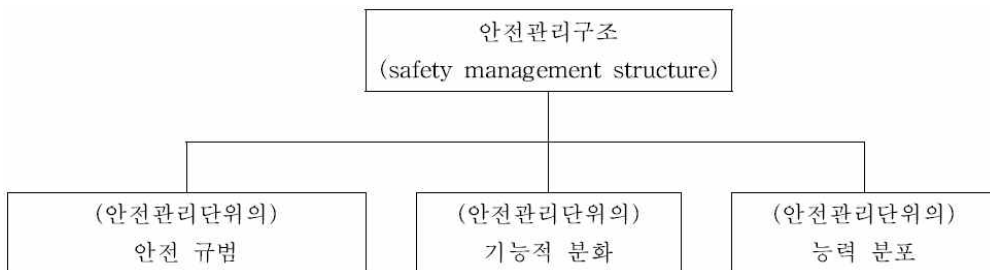 안전관리구조
(safety management structure)
(안전관리단위의)
안전 규범
(안전관리단위의)
기능적 분화
(안전관리단위의)
능력 분포